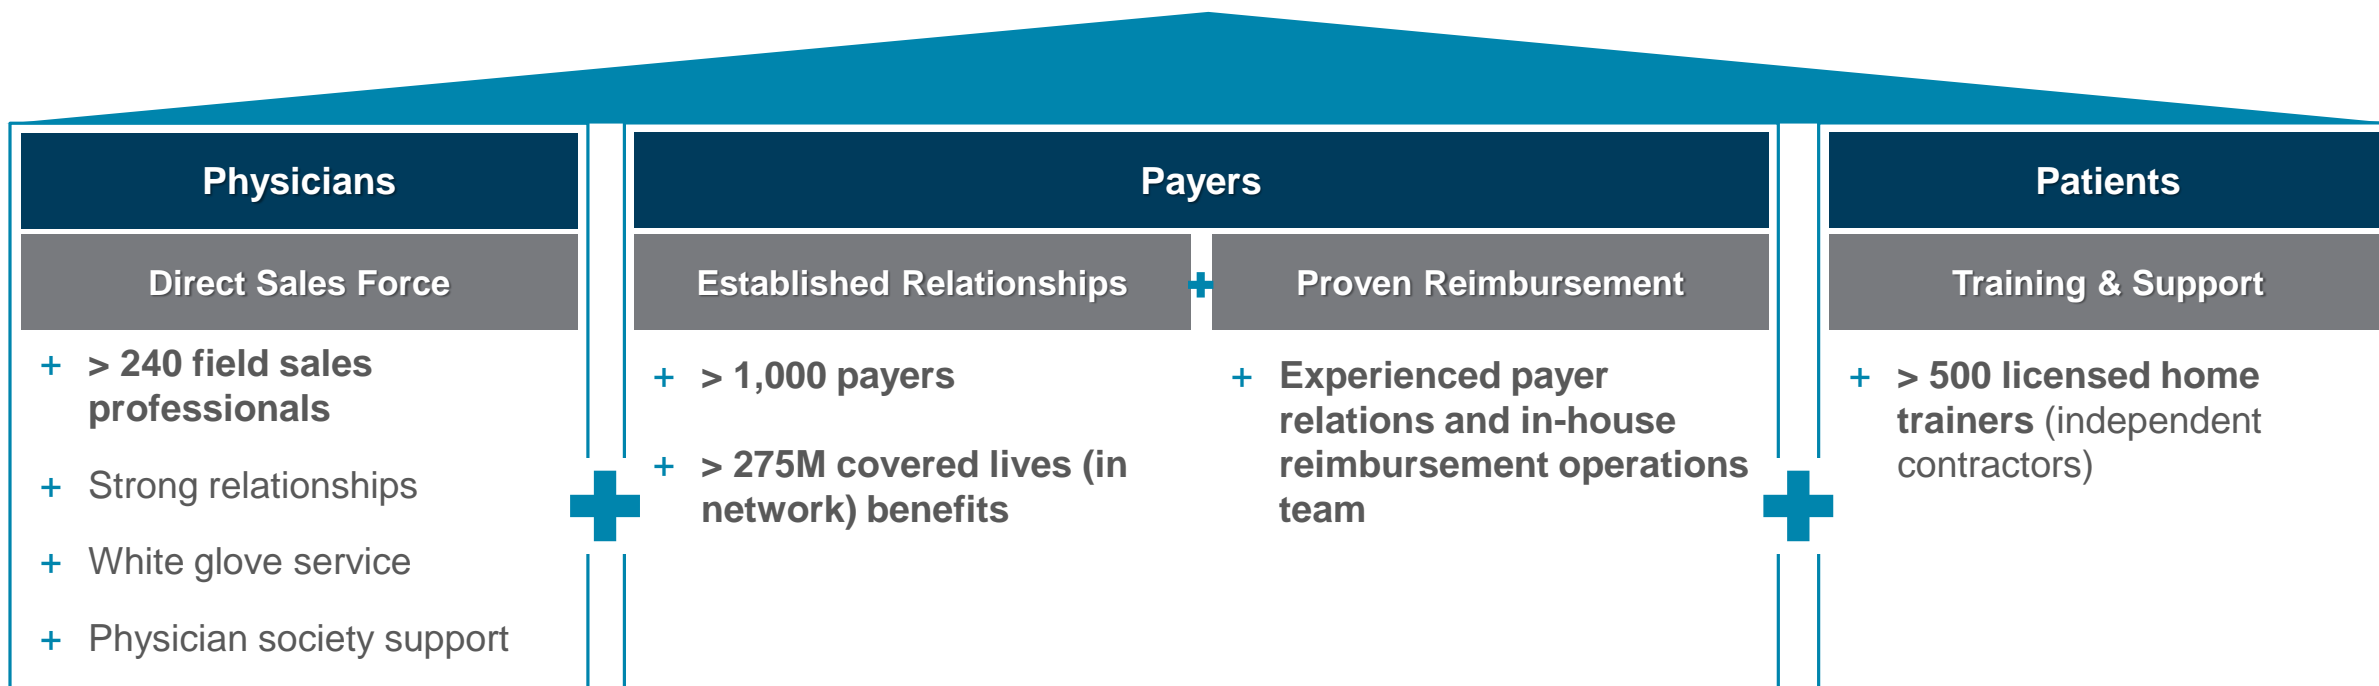 Physicians
Direct Sales Force
+ > 240 field sales
professionals
+ Strong relationships
+ White glove service
+ Physician society support
Payers
Established Relationships + Proven Reimbursement
+ > 1,000 payers
+ > 275M covered lives (in
network) benefits
+ Experienced payer
relations and in-house
reimbursement operations
team
Patients
Training & Support
+ > 500 licensed home
trainers (independent
contractors)